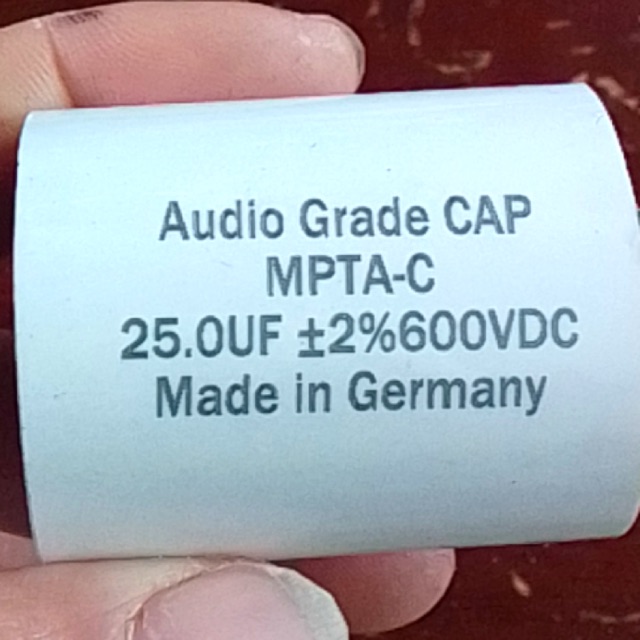 Audio Grade CAP
MPTA-C
25.0UF ±2%600VDC
Made in Germany